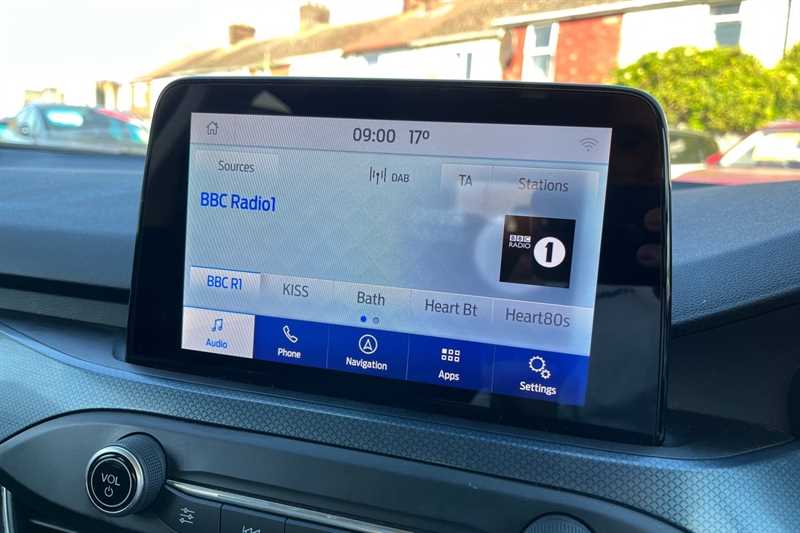 09:00 17º
Sources DAB TA Stations
BBC Radio1
BBC
RADIO 1
BBC R1 KISS Bath Heart Bt Heart80s
Audio Phone Navigation Apps Settings
VOL